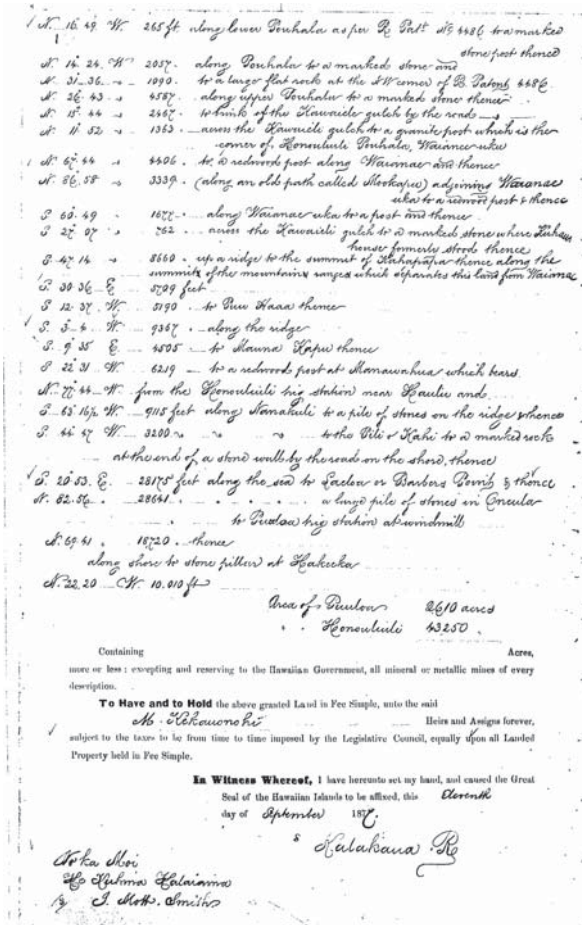 N. 16. 49 W. 265 ft along lower Pouhala as per R. Patt. No 4486 to a marked
stone post thence
N. 14. 24. W 2057. along Pouhala to a marked stone and
N. 31. 36. " 1090. to a large flat rock at the NW corner of R. Patent 4486
N. 26. 43 " 4587. along upper Pouhala to a marked stone thence
N. 15. 44 " 2467. to brink of the Kawaiele gulch by the road
N. 11. 52 " 1363 across the Kawaiele gulch to a granite post which is the
corner of Honouliuli Pouhala, Waianae uka
N. 67. 44 " 4406. to a redwood post along Waianae and thence
N. 86. 58 " 3339. (along an old path called Mookapu) adjoining Waianae
uka to a redwood post & thence
S. 60. 49 " 1677 along Waianae uka to a post and thence
S. 27. 07 " 762. across the Kawaiele gulch to a marked stone where
house formerly stood thence
S. 47. 14 " 8660 up a ridge to the summit of thence along the
summit of the mountain ranges which separates this land from Waianae
S. 30. 36. E 5709 feet
S. 12. 37. W. 5190 to Puu Haaa thence
S. 3. 4. W. 9367. along the ridge
S. 9 35 E. 4505 to Mauna Kapu thence
S. 22 31 W. 6219 to a redwood post at Manawahua which bears
N. 77. 44 W. from the Honouliuli trig station near Kaulu and
S. 63. 16½ W. 9115 feet along Nanakuli to a pile of stones on the ridge & thence
S. 44 47 W. 3200 " " " to the Pili o Kahi to a marked rock
at the end of a stone wall by the road on the shore, thence
S. 20. 53. E. 28175 feet along the sea to Laeloa or Barbers Point & thence
N. 82. 56. " 28641. . . . . a large pile of stones in Oneula
to Puuloa trig station at windmill
N. 69. 41. 16720 thence
along shore to stone pillar at
N. 22. 20 W. 10.010 ft
Area of Puuloa 2610 acres
" Honouliuli 43250 "
Containing Acres,
more or less : excepting and reserving to the Hawaiian Government, all mineral or metallic mines of every
description.
To Have and to Hold the above granted Land in Fee Simple, unto the said
M. Kekauonohi Heirs and Assigns forever,
subject to the taxes to be from time to time imposed by the Legislative Council, equally upon all Landed
Property held in Fee Simple.
In Witness Whereof, I have hereunto set my hand, and caused the Great
Seal of the Hawaiian Islands to be affixed, this Eleventh
day of September 1877.
Kalakaua R
No ka Moi
Kuhina Kalaiaina
J. Mott. Smith